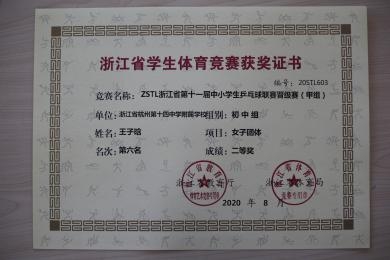 浙江省学生体育竞赛获奖证书
编号：20STL603
竞赛名称：ZSTL浙江省第十一届中小学生乒乓球联赛晋级赛（甲组）
单位：浙江省杭州第十四中学附属学校 组别：初中组
姓名：王子晗 项目：女子团体
名次：第六名 成绩：二等奖
2020 年 8 月